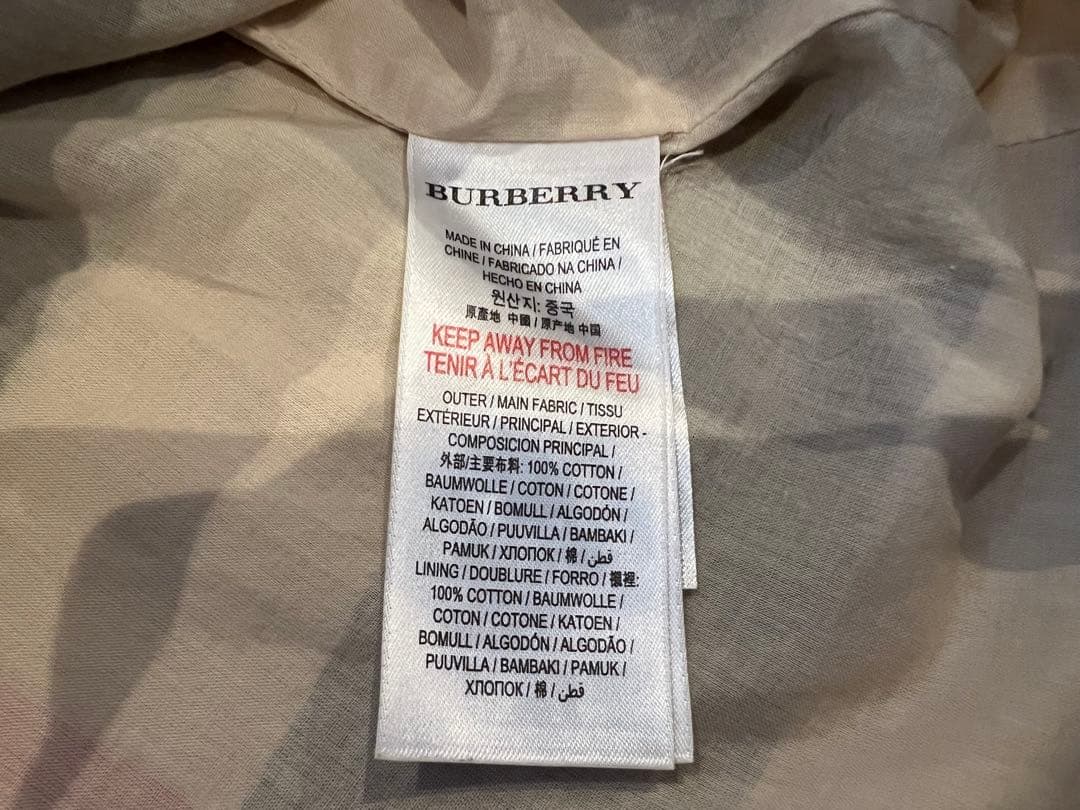 BURBERRY
MADE IN CHINA / FABRIQUÉ EN
CHINE / FABRICADO NA CHINA /
HECHO EN CHINA
원산지: 중국
原產地 中國 / 原产地 中国
KEEP AWAY FROM FIRE
TENIR À L'ÉCART DU FEU
OUTER / MAIN FABRIC / TISSU
EXTÉRIEUR / PRINCIPAL / EXTERIOR -
COMPOSICION PRINCIPAL /
外部/主要布料: 100% COTTON /
BAUMWOLLE / COTON / COTONE /
KATOEN / BOMULL / ALGODÓN /
ALGODÃO / PUUVILLA / BAMBAKI /
PAMUK / ХЛОПОК / 棉 / قطن
LINING / DOUBLURE / FORRO / 襯裡:
100% COTTON / BAUMWOLLE /
COTON / COTONE / KATOEN /
BOMULL / ALGODÓN / ALGODÃO /
PUUVILLA / BAMBAKI / PAMUK /
ХЛОПОК / 棉 / قطن